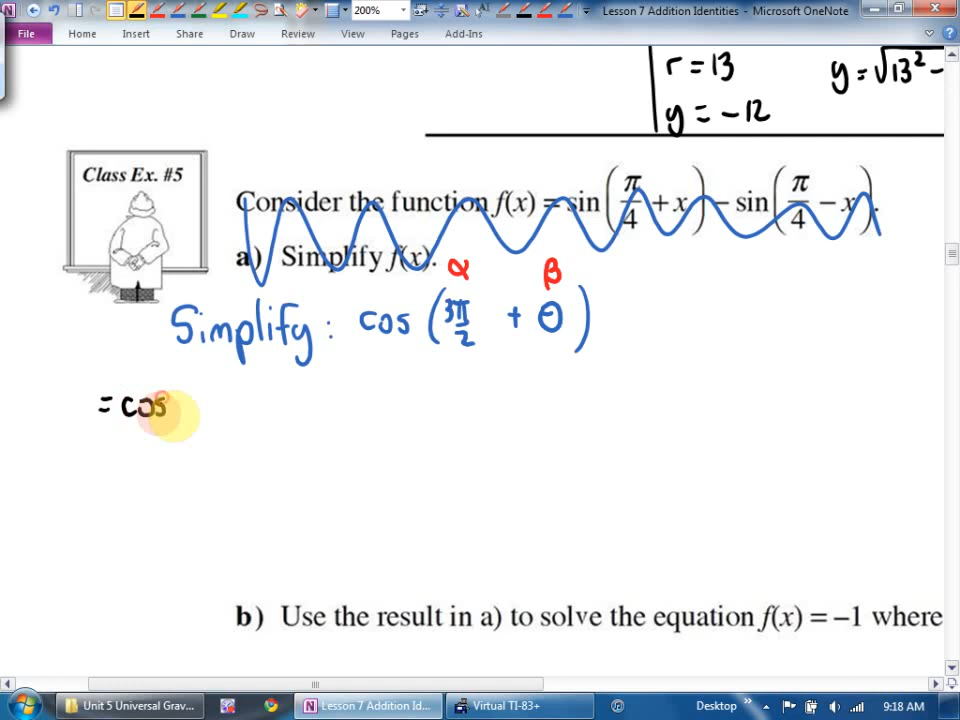 200%
Lesson 7 Addition Identities - Microsoft OneNote
File Home Insert Share Draw Review View Pages Add-Ins
r = 13 y = √13² -
y = -12
Class Ex. #5
Consider the function f(x) = sin(π/4 + x) - sin(π/4 - x).
a) Simplify f(x).
α β
Simplify: cos(3π/2 + θ)
= cos
b) Use the result in a) to solve the equation f(x) = -1 where
Unit 5 Universal Grav... Lesson 7 Addition Id... Virtual TI-83+ Desktop 9:18 AM